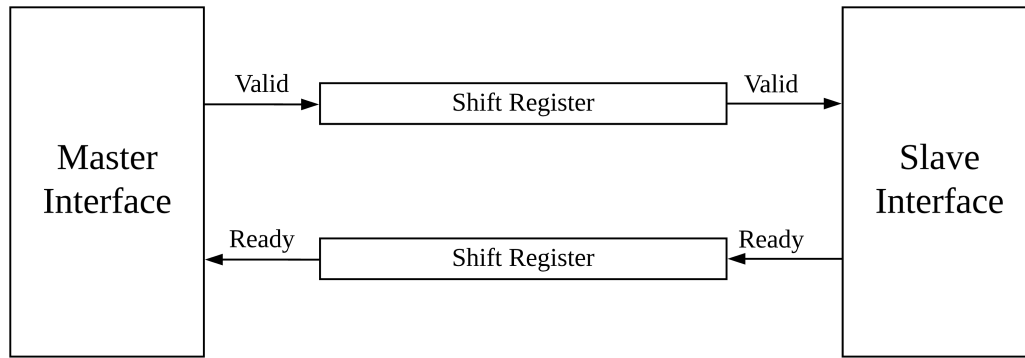 Valid
Shift Register
Valid
Master
Interface
Slave
Interface
Ready
Shift Register
Ready